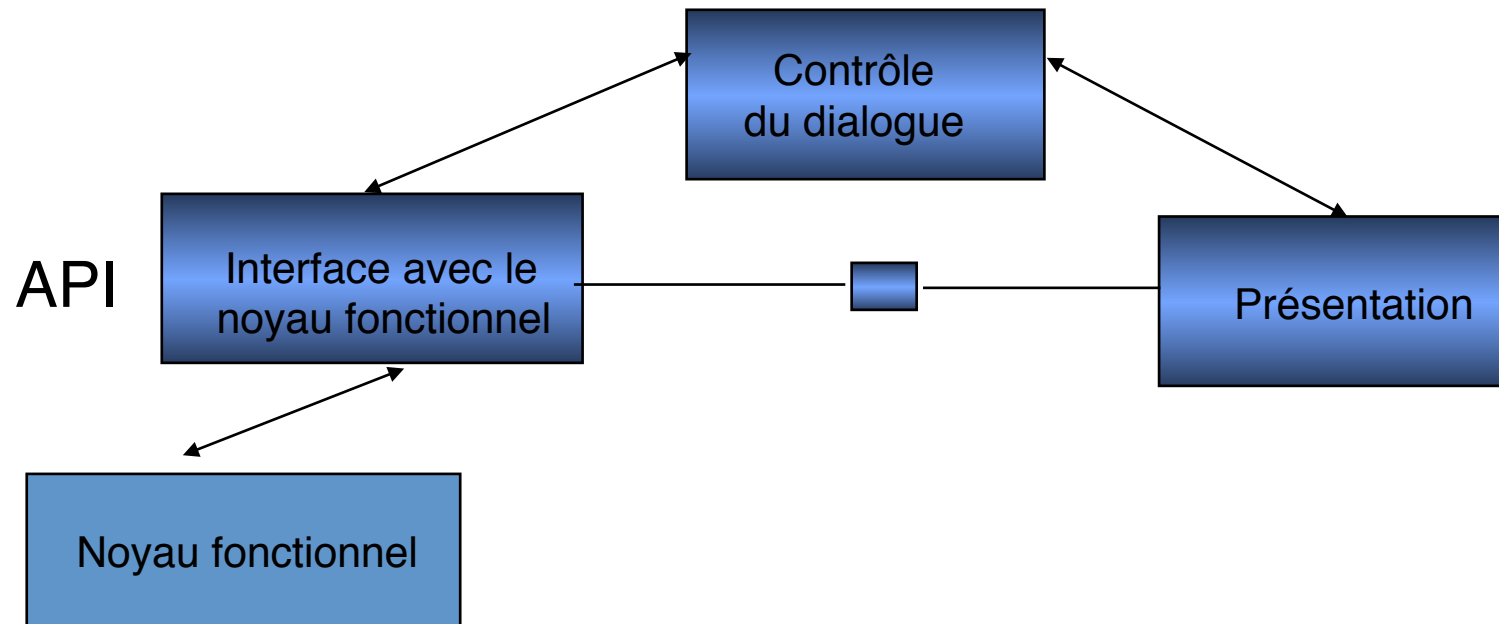 Contrôle
du dialogue
API
Interface avec le
noyau fonctionnel
Présentation
Noyau fonctionnel